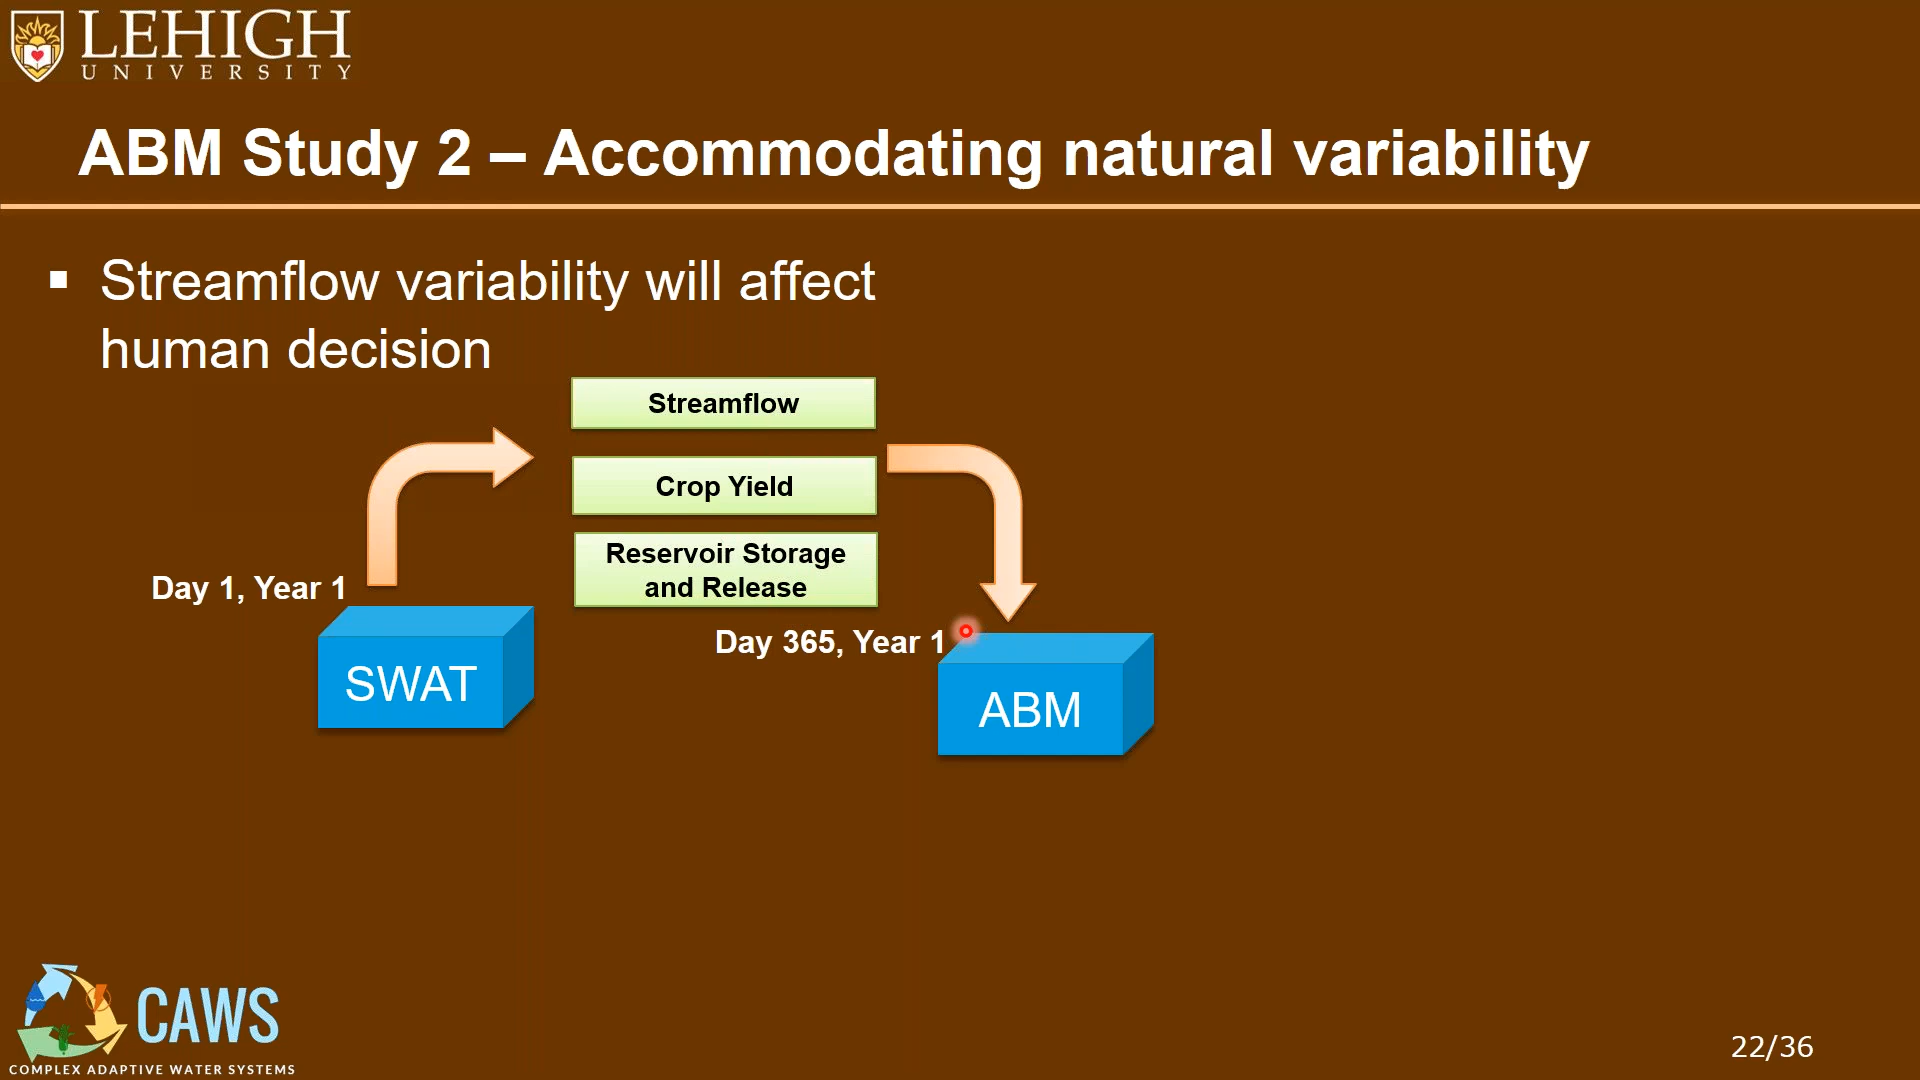 LEHIGH
UNIVERSITY
ABM Study 2 – Accommodating natural variability
Streamflow variability will affect
human decision
Streamflow
Crop Yield
Reservoir Storage
and Release
Day 1, Year 1
Day 365, Year 1
SWAT
ABM
CAWS
COMPLEX ADAPTIVE WATER SYSTEMS
22/36